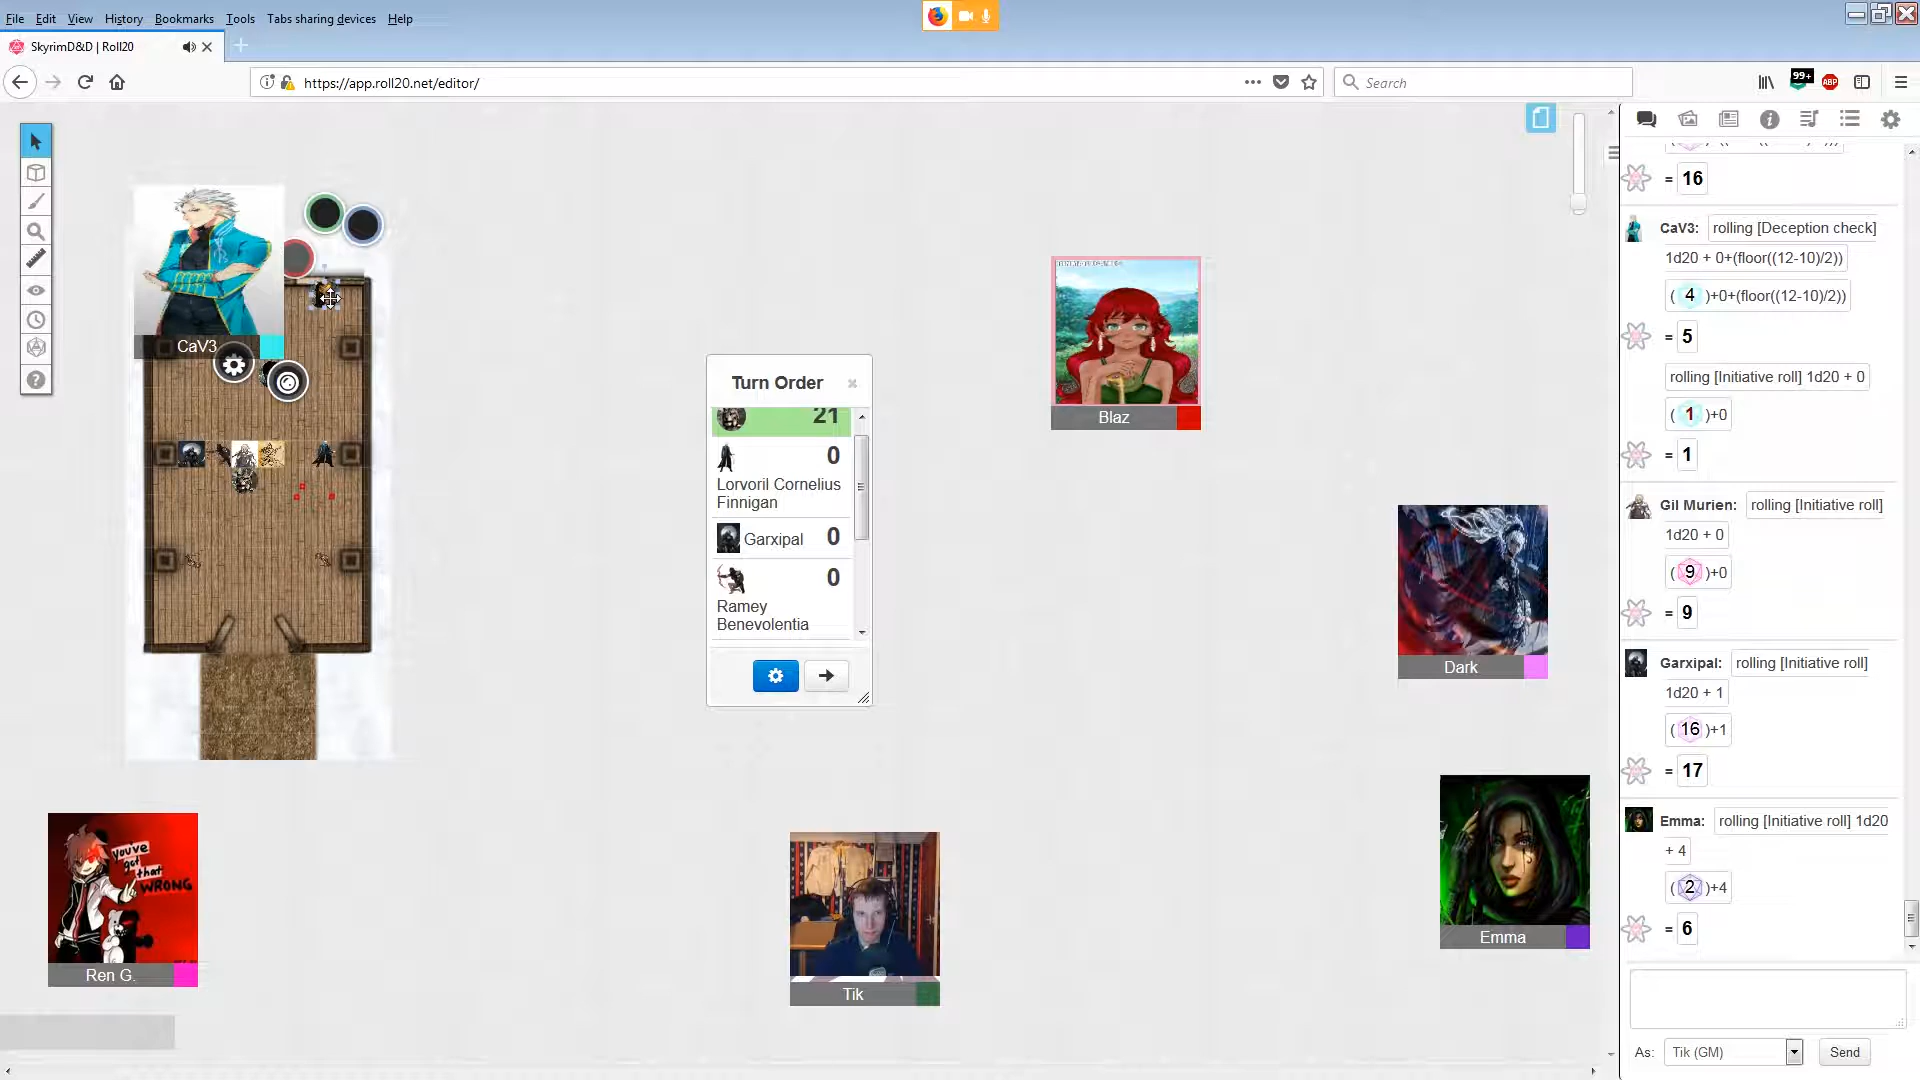 File Edit View History Bookmarks Tools Tabs sharing devices Help
SkyrimD&D | Roll20
https://app.roll20.net/editor/
Search
99+
ABP
CaV3
Turn Order
21
0
Lorvoril Cornelius
Finnigan
Garxipal 0
0
Ramey
Benevolentia
Blaz
Dark
Emma
you've
got
that
WRONG
Ren G.
Tik
= 16
CaV3: rolling [Deception check]
1d20 + 0+(floor((12-10)/2))
(4)+0+(floor((12-10)/2))
= 5
rolling [Initiative roll] 1d20 + 0
(1)+0
= 1
Gil Murien: rolling [Initiative roll]
1d20 + 0
(9)+0
= 9
Garxipal: rolling [Initiative roll]
1d20 + 1
(16)+1
= 17
Emma: rolling [Initiative roll] 1d20
+ 4
(2)+4
= 6
As: Tik (GM) Send